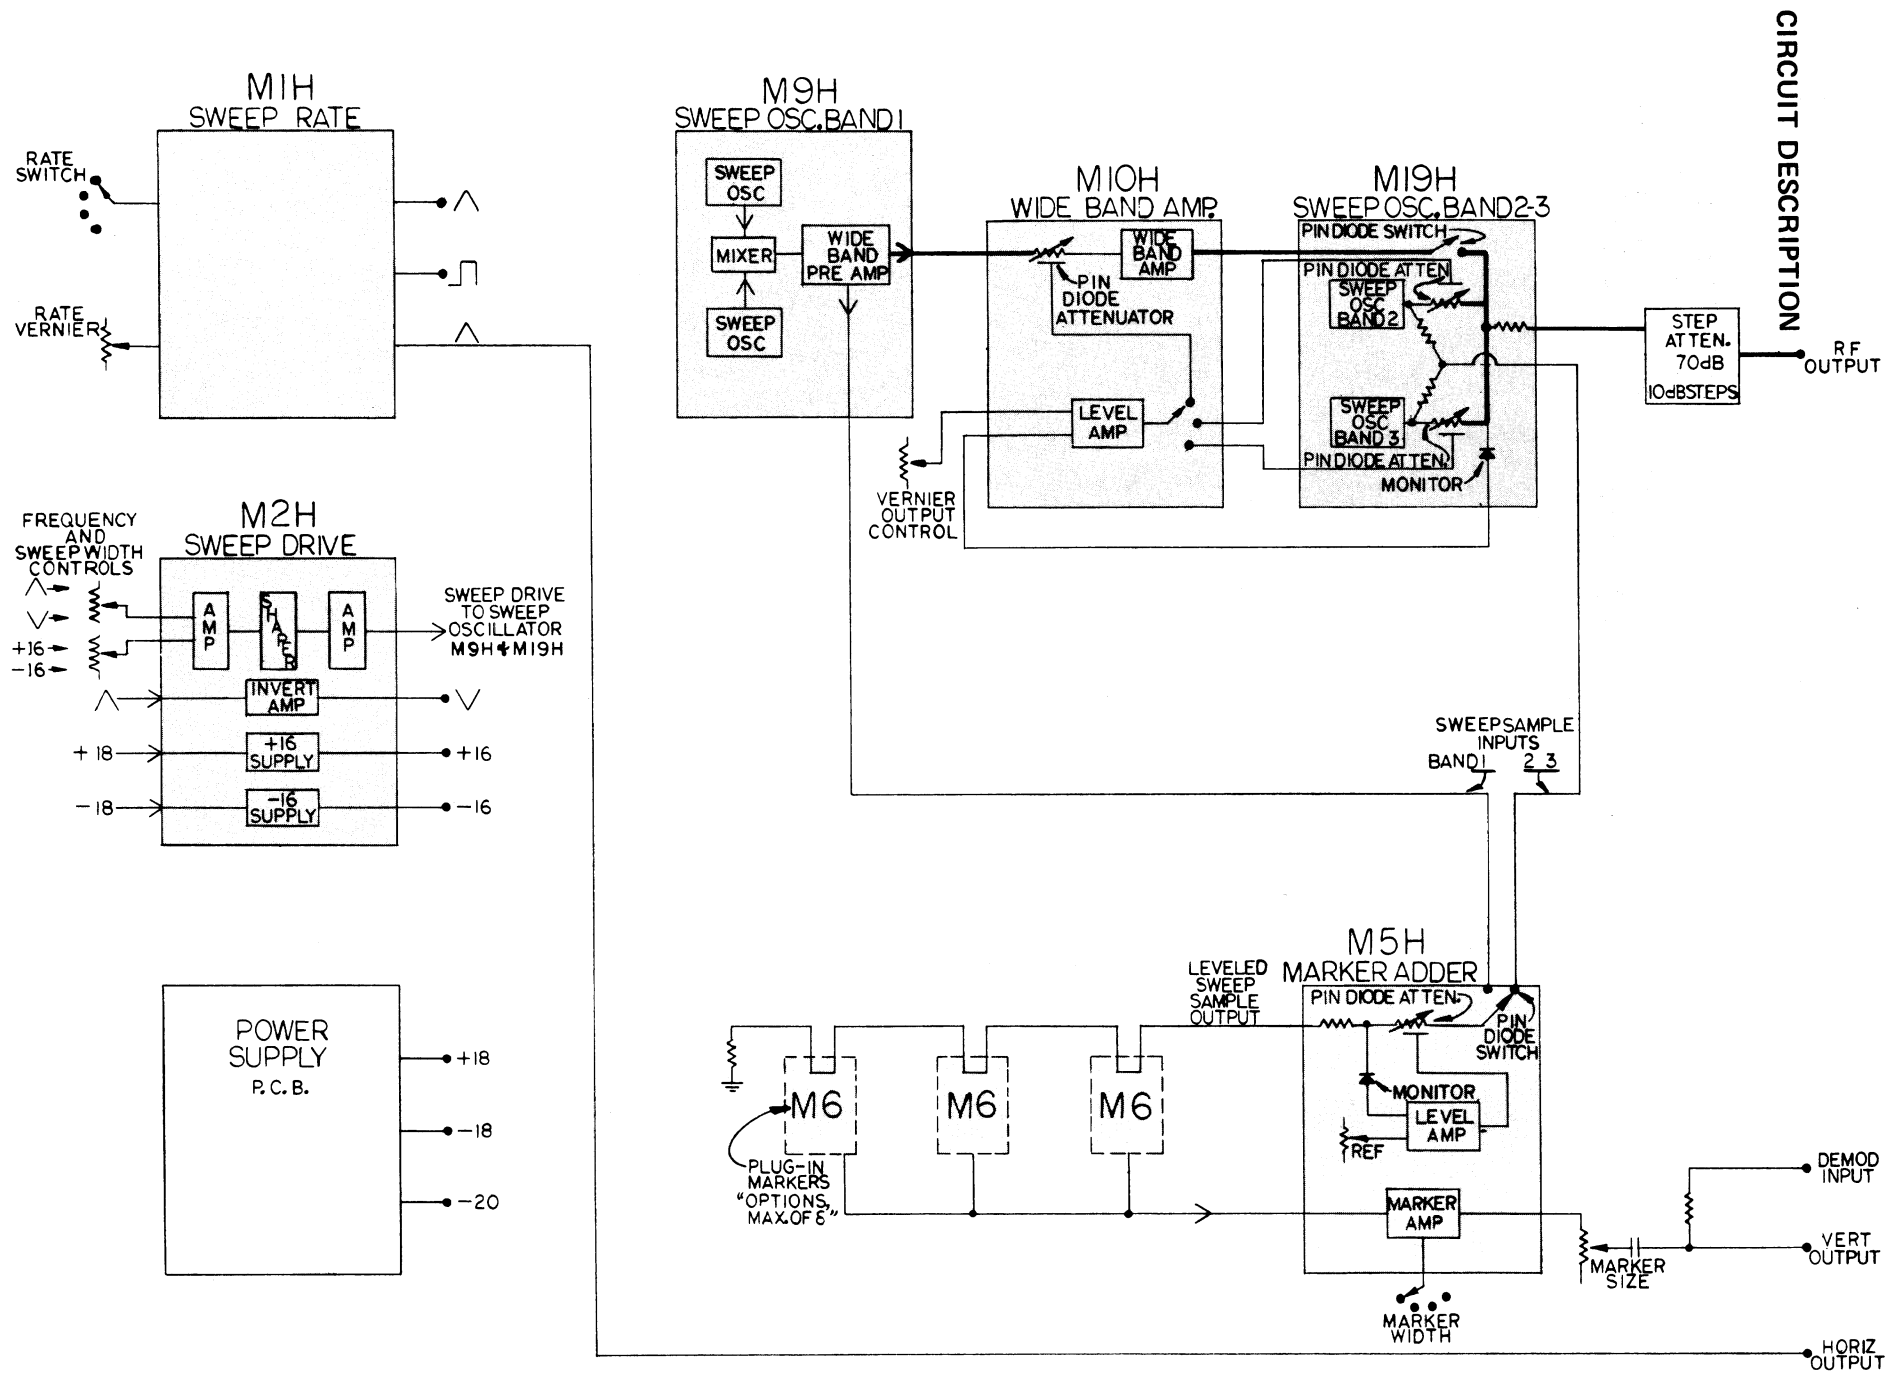 CIRCUIT DESCRIPTION
M1H
SWEEP RATE
RATE
SWITCH
RATE
VERNIER
M9H
SWEEP OSC. BAND 1
SWEEP
OSC
MIXER
SWEEP
OSC
WIDE
BAND
PRE AMP
M10H
WIDE BAND AMP.
WIDE
BAND
AMP
PIN
DIODE
ATTENUATOR
LEVEL
AMP
VERNIER
OUTPUT
CONTROL
M19H
SWEEP OSC. BAND 2-3
PIN DIODE SWITCH
PIN DIODE ATTEN
SWEEP
OSC
BAND 2
SWEEP
OSC
BAND 3
PIN DIODE ATTEN.
MONITOR
STEP
ATTEN.
70dB
10dB STEPS
RF
OUTPUT
M2H
SWEEP DRIVE
FREQUENCY
AND
SWEEP WIDTH
CONTROLS
+16
-16
AMP
SHAPER
AMP
SWEEP DRIVE
TO SWEEP
OSCILLATOR
M9H & M19H
INVERT
AMP
+18
+16
SUPPLY
+16
-18
-16
SUPPLY
-16
SWEEP SAMPLE
INPUTS
BAND 1 2 3
POWER
SUPPLY
P.C.B.
+18
-18
-20
M5H
MARKER ADDER
LEVELED
SWEEP
SAMPLE
OUTPUT
PIN DIODE ATTEN.
PIN
DIODE
SWITCH
MONITOR
LEVEL
AMP
REF
M6
M6
M6
PLUG-IN
MARKERS
"OPTIONS,
MAX. OF 8"
MARKER
AMP
MARKER
WIDTH
MARKER
SIZE
DEMOD
INPUT
VERT
OUTPUT
HORIZ
OUTPUT